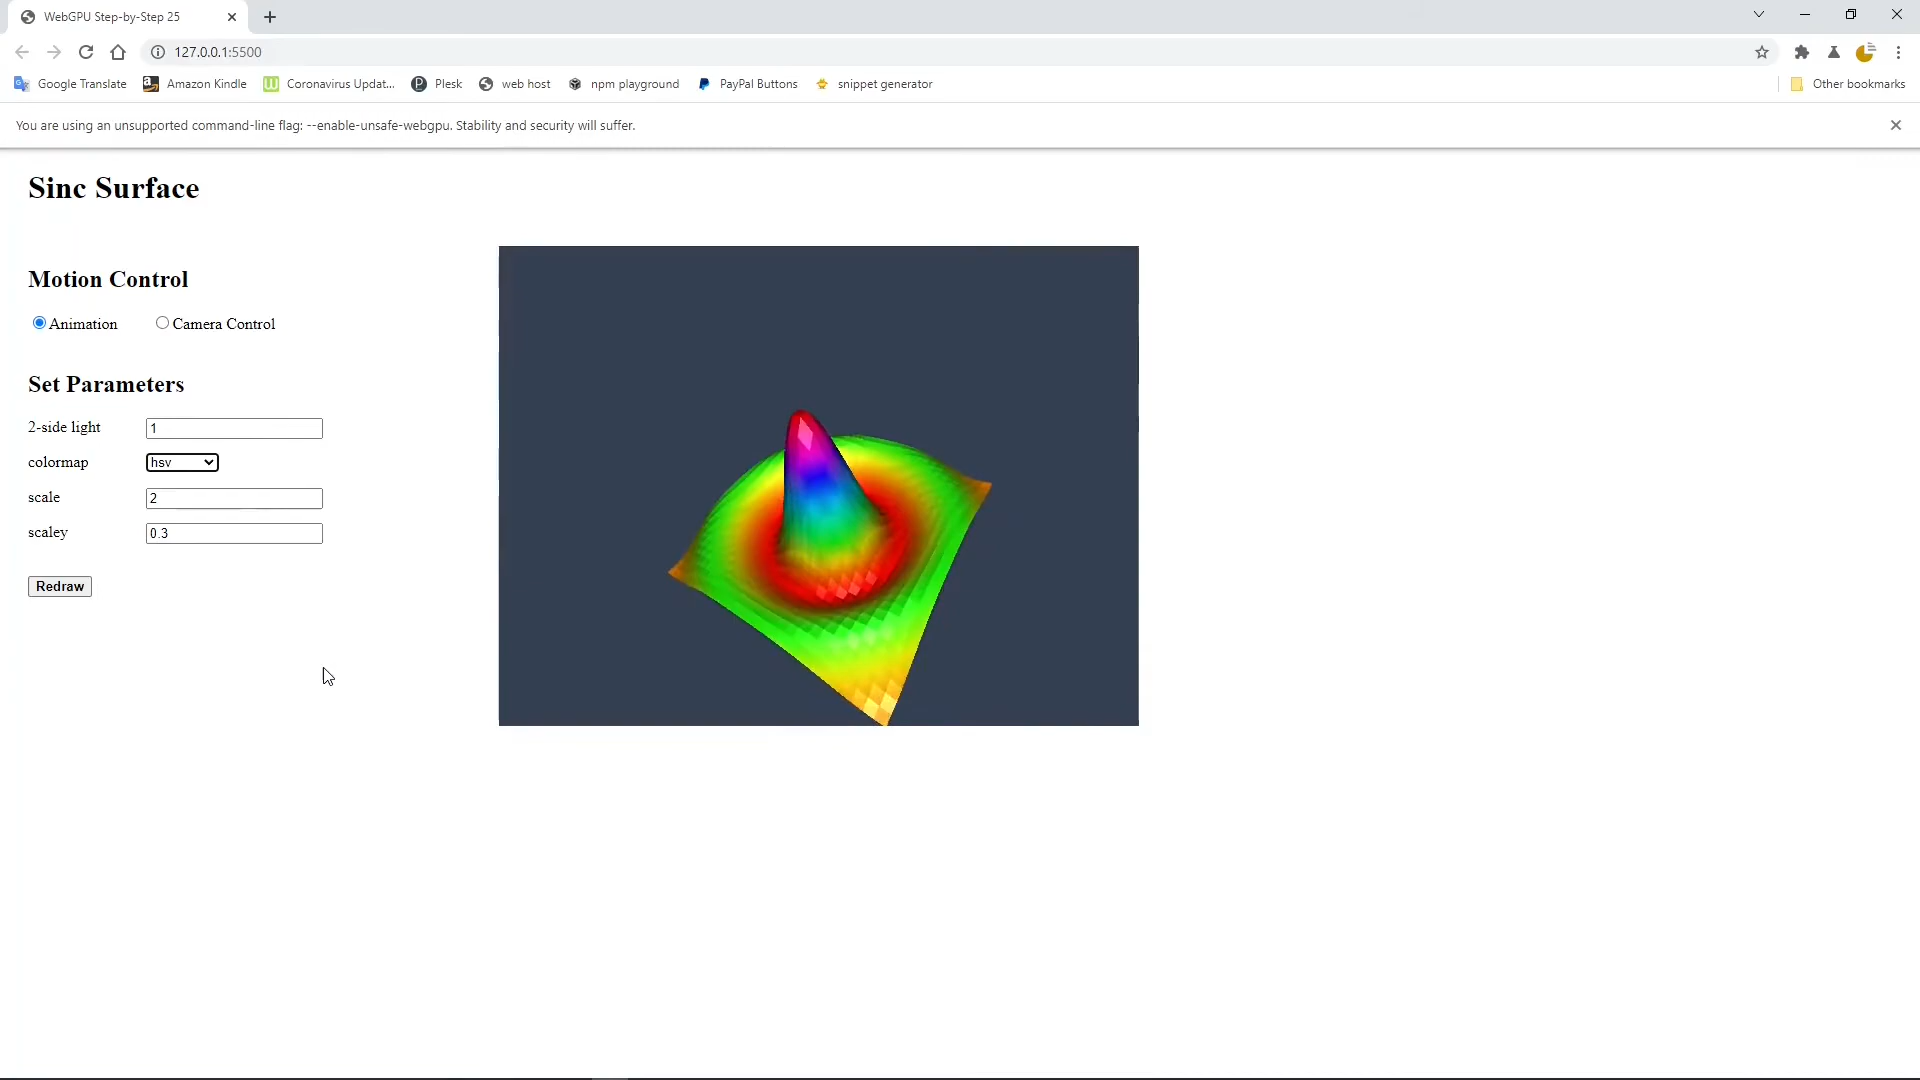 WebGPU Step-by-Step 25
127.0.0.1:5500
Google Translate
Amazon Kindle
Coronavirus Updat...
Plesk
web host
npm playground
PayPal Buttons
snippet generator
Other bookmarks
You are using an unsupported command-line flag: --enable-unsafe-webgpu. Stability and security will suffer.
Sinc Surface
Motion Control
Animation
Camera Control
Set Parameters
2-side light
1
colormap
hsv
scale
2
scaley
0.3
Redraw